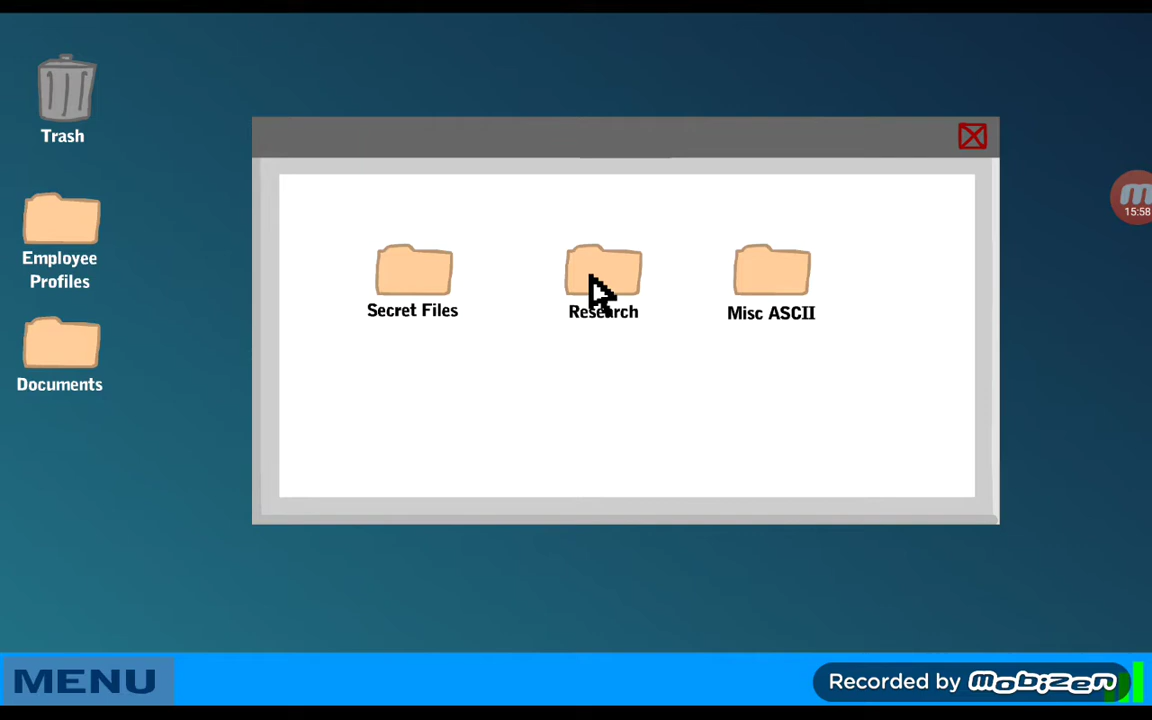 Trash
Employee
Profiles
Documents
Secret Files
Research
Misc ASCII
15:58
MENU
Recorded by mobizen